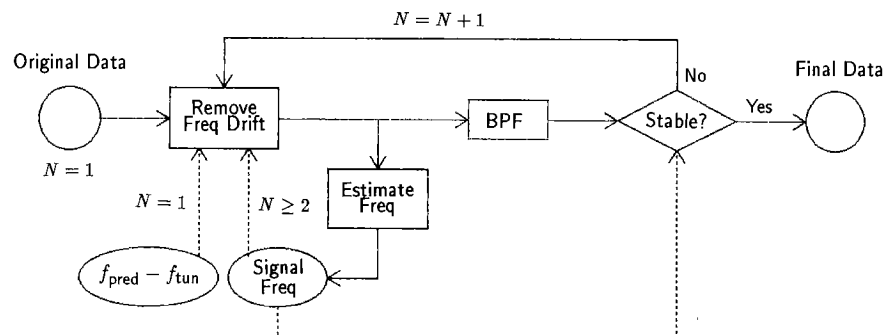 N = N + 1
Original Data
No
Final Data
Remove
Freq Drift
BPF
Stable?
Yes
N = 1
N = 1
N ≥ 2
Estimate
Freq
f_pred − f_tun
Signal
Freq